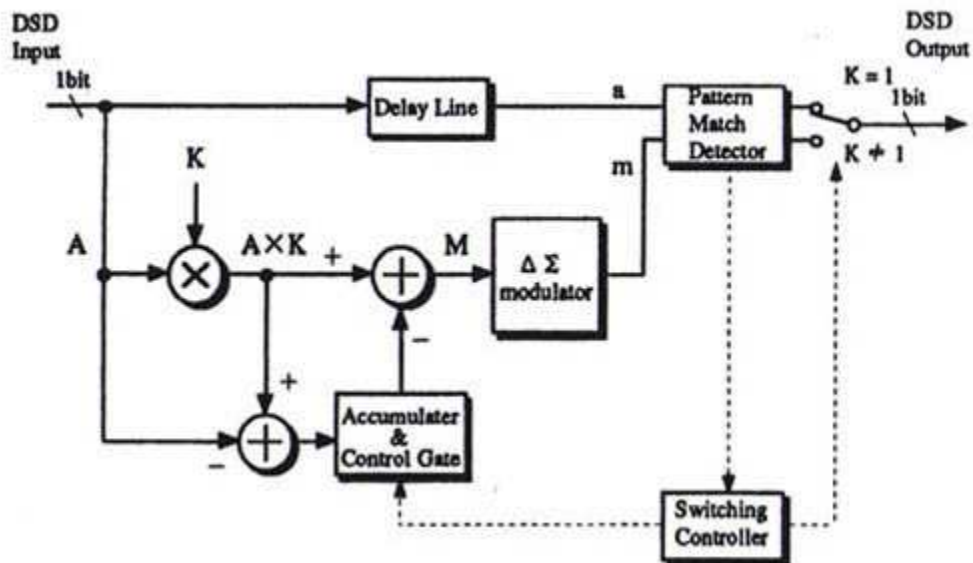 DSD
Input
1bit
DSD
Output
K = 1
1bit
K ≠ 1
Delay Line
a
Pattern
Match
Detector
m
K
A
A×K
+
M
Δ Σ
modulator
−
+
−
Accumulater
&
Control Gate
Switching
Controller